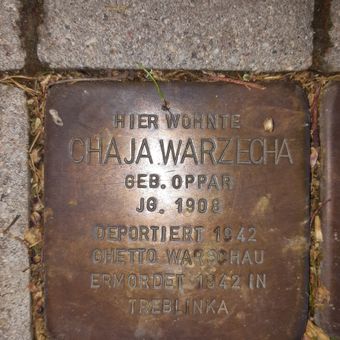 HIER WOHNTE
CHAJA WARZECHA
GEB. OPPAR
JG. 1908
DEPORTIERT 1942
GHETTO WARSCHAU
ERMORDET 1942 IN
TREBLINKA